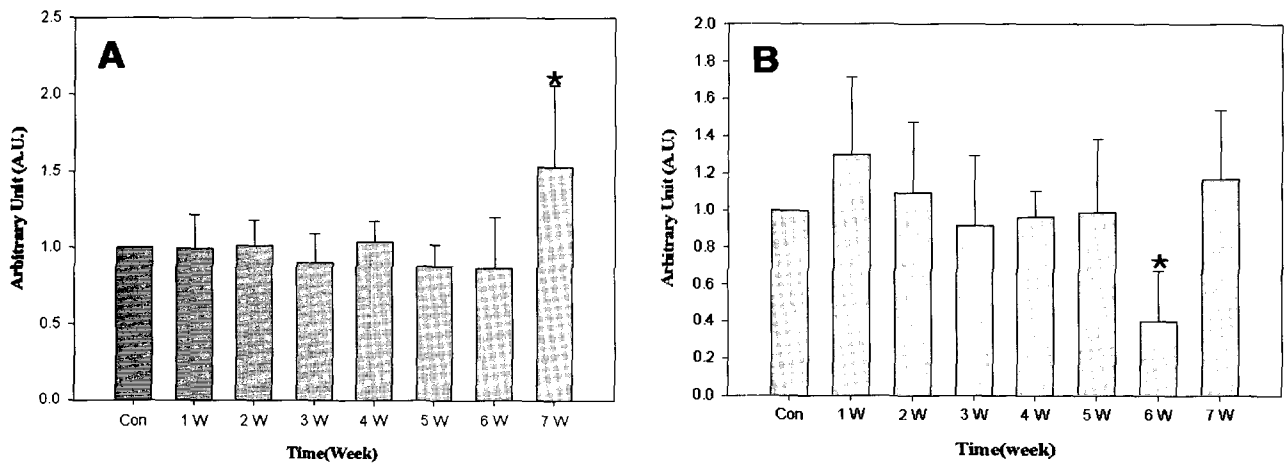 A
Arbitrary Unit (A.U.)
2.5
2.0
1.5
1.0
0.5
0.0
*
Con 1 W 2 W 3 W 4 W 5 W 6 W 7 W
Time(Week)
B
Arbitrary Unit (A.U.)
2.0
1.8
1.6
1.4
1.2
1.0
0.8
0.6
0.4
0.2
0.0
*
Con 1 W 2 W 3 W 4 W 5 W 6 W 7 W
Time(week)